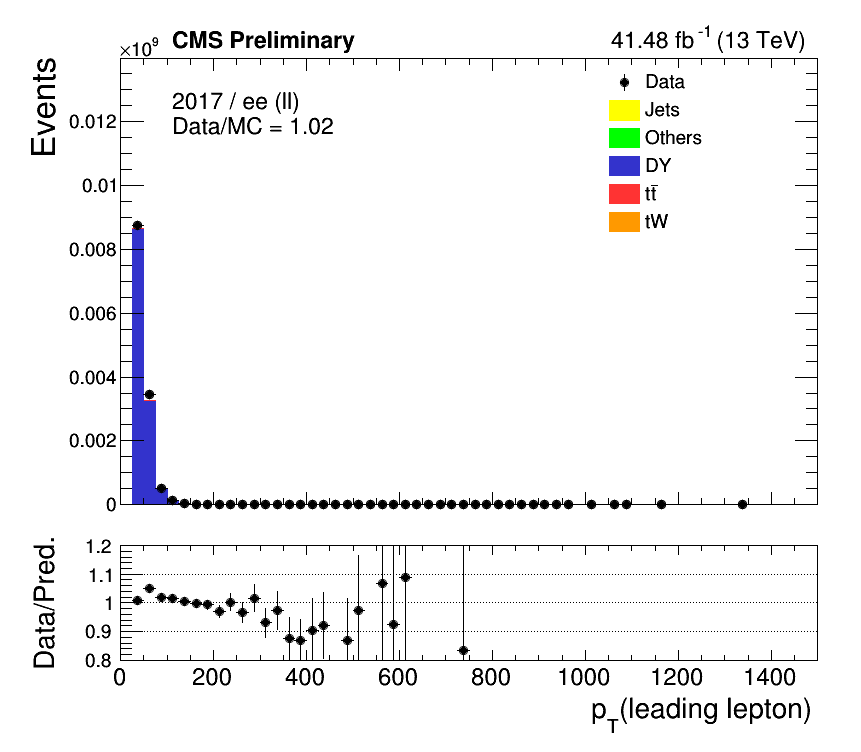 ×10⁹ CMS Preliminary 41.48 fb⁻¹ (13 TeV)
Events
2017 / ee (ll)
Data/MC = 1.02
Data
Jets
Others
DY
tt̄
tW
0.012
0.01
0.008
0.006
0.004
0.002
0
Data/Pred.
1.2
1.1
1
0.9
0.8
0 200 400 600 800 1000 1200 1400
p_T(leading lepton)